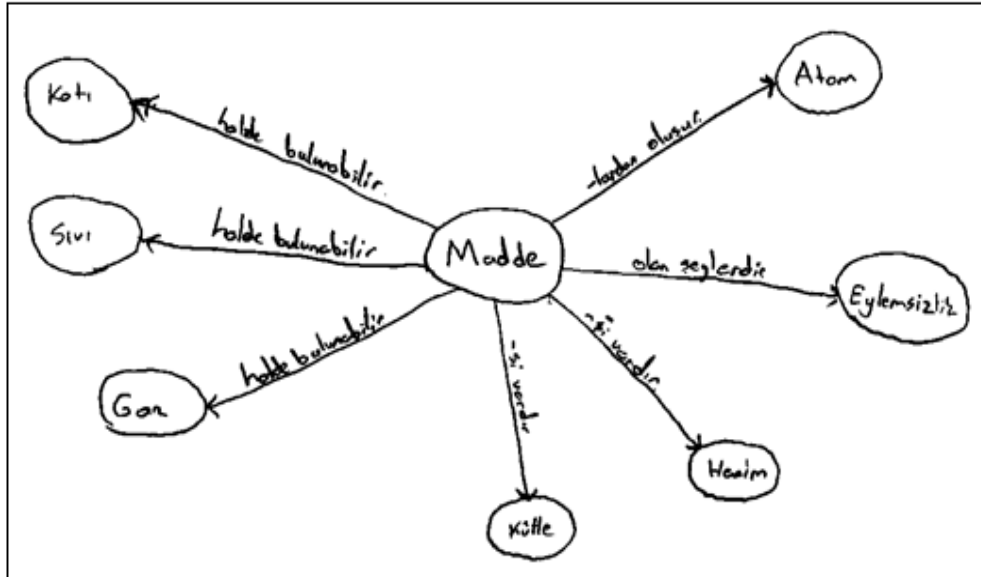 Katı
holde bulunabilir.
Sıvı
holde bulunabilir
Gaz
holde bulunabilir
Madde
-lardan oluşur.
Atom
olan şeylerdir
Eylemsizlik
-si vardır.
Hacim
-si vardır
Kütle